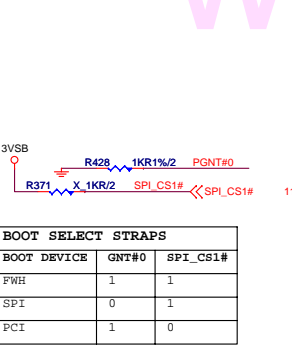 3VSB
R428 1KR1%/2 PGNT#0
R371 X_1KR/2 SPI_CS1# SPI_CS1#
BOOT SELECT STRAPS
BOOT DEVICE GNT#0 SPI_CS1#
FWH 1 1
SPI 0 1
PCI 1 0